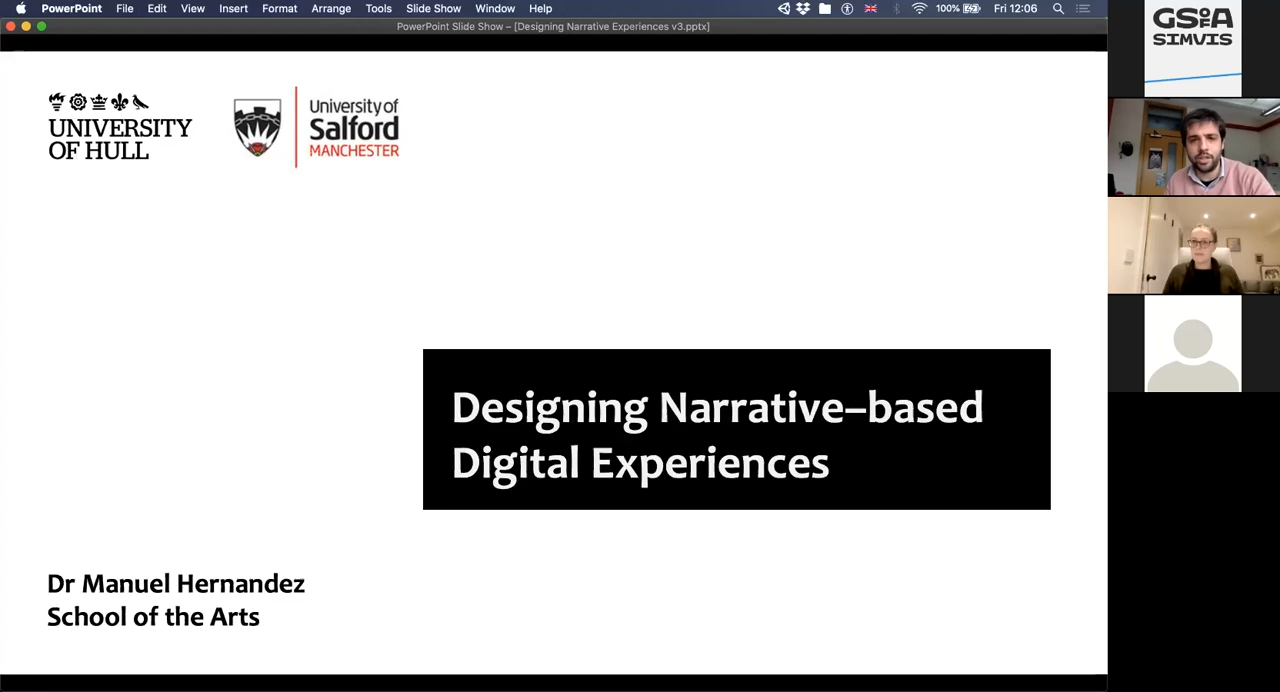 PowerPoint File Edit View Insert Format Arrange Tools Slide Show Window Help 100% Fri 12:06
PowerPoint Slide Show – [Designing Narrative Experiences v3.pptx]
GSOFA
SIMVIS
UNIVERSITY
OF HULL
University of
Salford
MANCHESTER
Designing Narrative–based
Digital Experiences
Dr Manuel Hernandez
School of the Arts